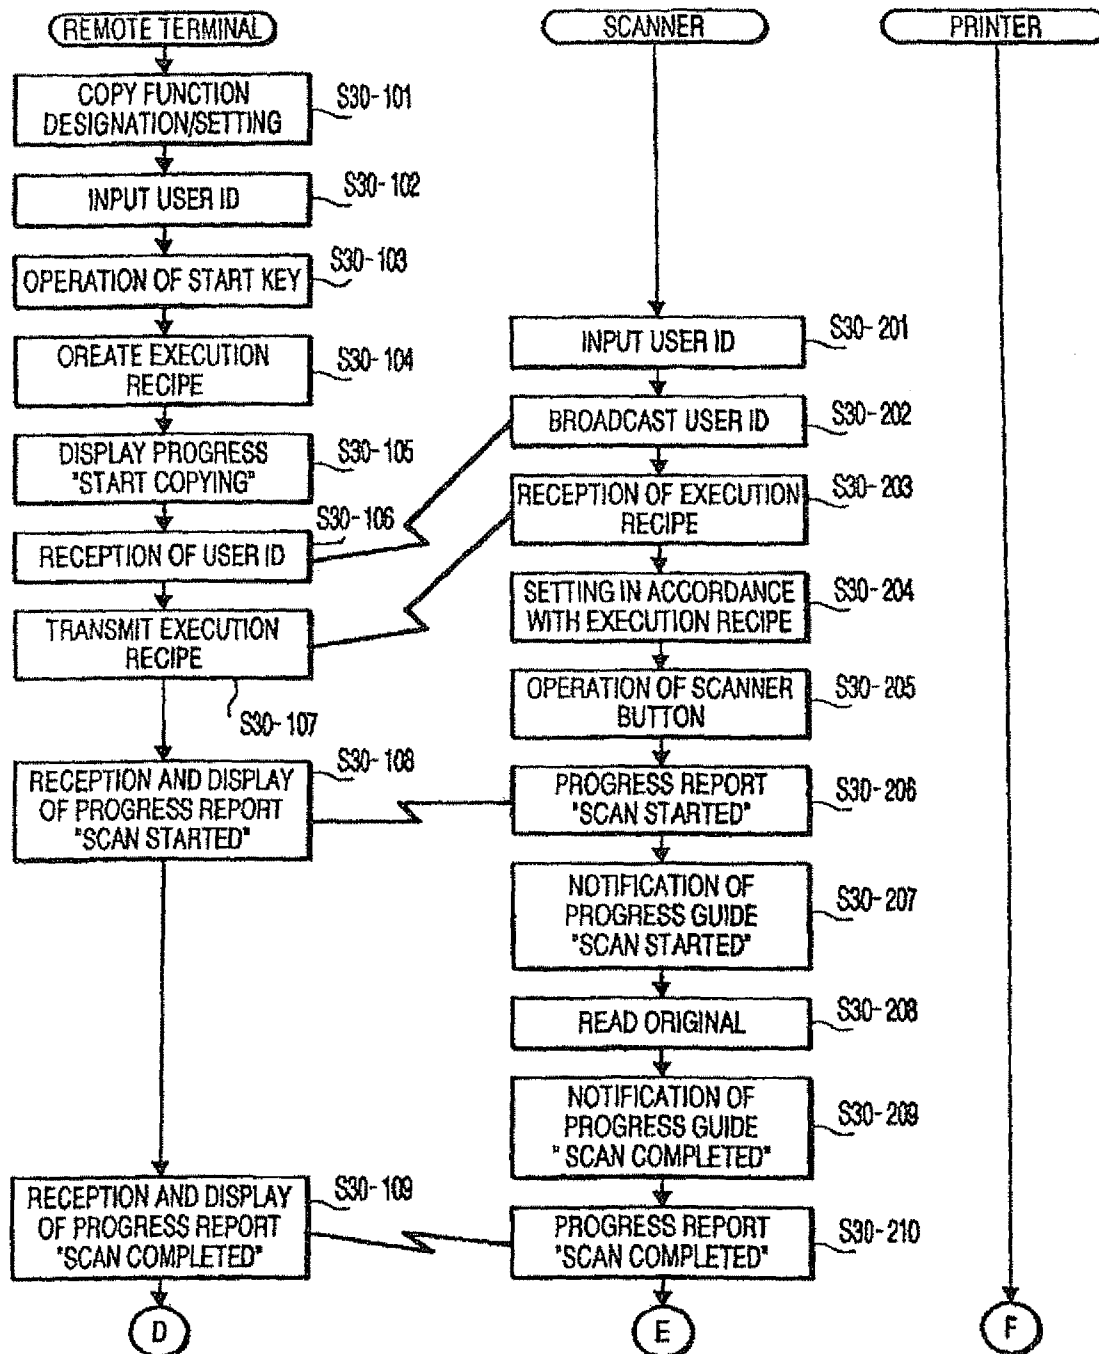 REMOTE TERMINAL
COPY FUNCTION
DESIGNATION/SETTING
S30-101
INPUT USER ID
S30-102
OPERATION OF START KEY
S30-103
OREATE EXECUTION
RECIPE
S30-104
DISPLAY PROGRESS
"START COPYING"
S30-105
RECEPTION OF USER ID
S30-106
TRANSMIT EXECUTION
RECIPE
S30-107
RECEPTION AND DISPLAY
OF PROGRESS REPORT
"SCAN STARTED"
S30-108
RECEPTION AND DISPLAY
OF PROGRESS REPORT
"SCAN COMPLETED"
S30-109
D
SCANNER
INPUT USER ID
S30-201
BROADCAST USER ID
S30-202
RECEPTION OF EXECUTION
RECIPE
S30-203
SETTING IN ACCORDANCE
WITH EXECUTION RECIPE
S30-204
OPERATION OF SCANNER
BUTTON
S30-205
PROGRESS REPORT
"SCAN STARTED"
S30-206
NOTIFICATION OF
PROGRESS GUIDE
"SCAN STARTED"
S30-207
READ ORIGINAL
S30-208
NOTIFICATION OF
PROGRESS GUIDE
" SCAN COMPLETED"
S30-209
PROGRESS REPORT
"SCAN COMPLETED"
S30-210
E
PRINTER
F